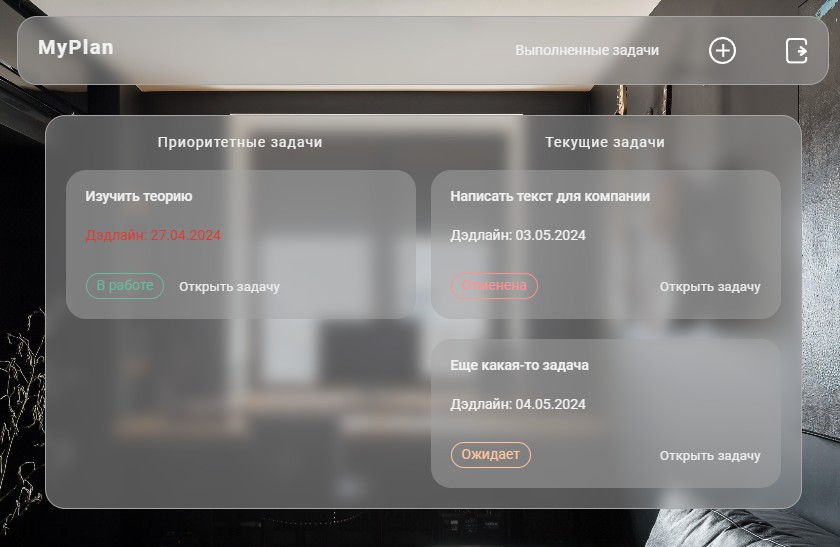 MyPlan
Выполненные задачи
Приоритетные задачи
Изучить теорию
Дэдлайн: 27.04.2024
В работе
Открыть задачу
Текущие задачи
Написать текст для компании
Дэдлайн: 03.05.2024
Отменена
Открыть задачу
Еще какая-то задача
Дэдлайн: 04.05.2024
Ожидает
Открыть задачу